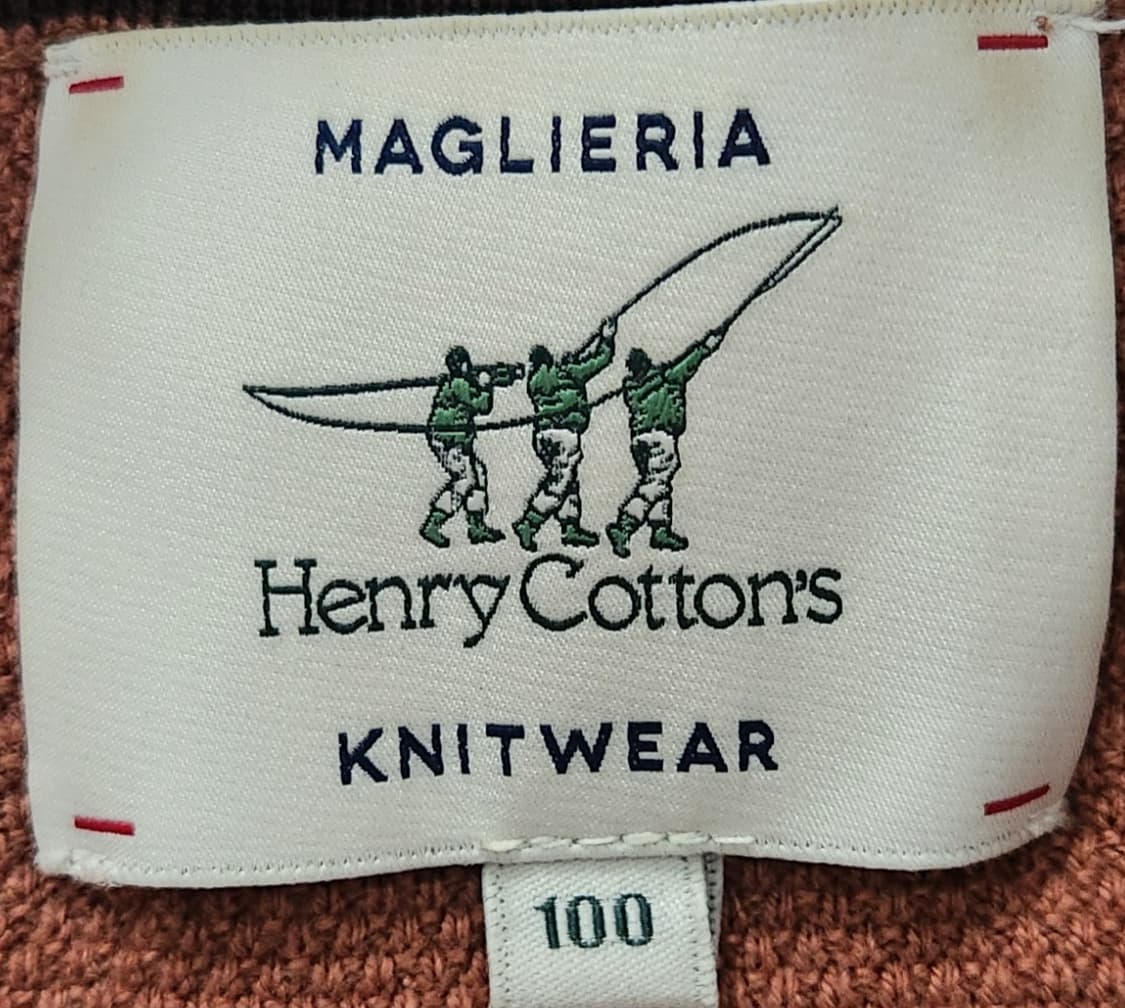 MAGLIERIA
Henry Cotton's
KNITWEAR
100